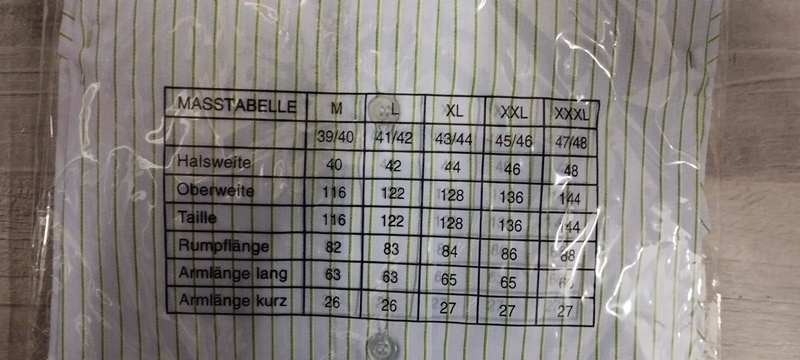 MASSTABELLE M L XL XXL XXXL
39/40 41/42 43/44 45/46 47/48
Halsweite 40 42 44 46 48
Oberweite 116 122 128 136 144
Taille 116 122 128 136 144
Rumpflänge 82 83 84 86 88
Armlänge lang 63 63 65 65
Armlänge kurz 26 26 27 27 27